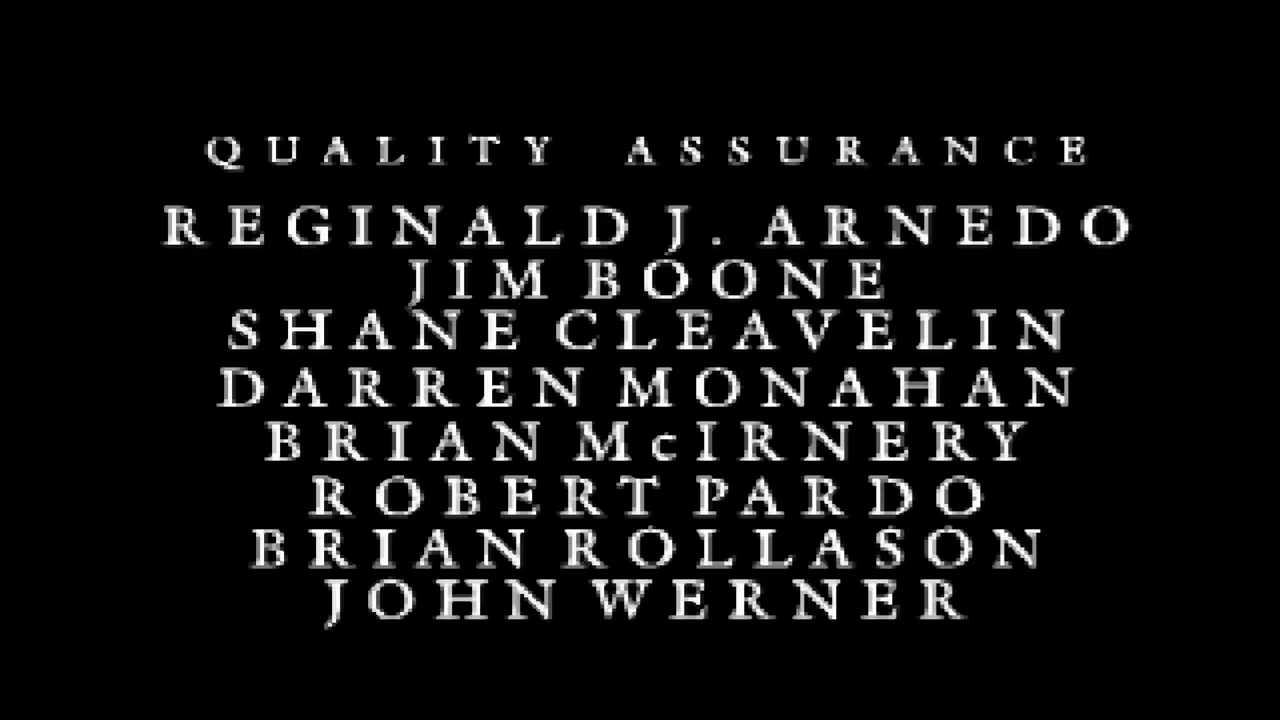 QUALITY ASSURANCE
REGINALD J. ARNEDO
JIM BOONE
SHANE CLEAVELIN
DARREN MONAHAN
BRIAN McIRNERY
ROBERT PARDO
BRIAN ROLLASON
JOHN WERNER